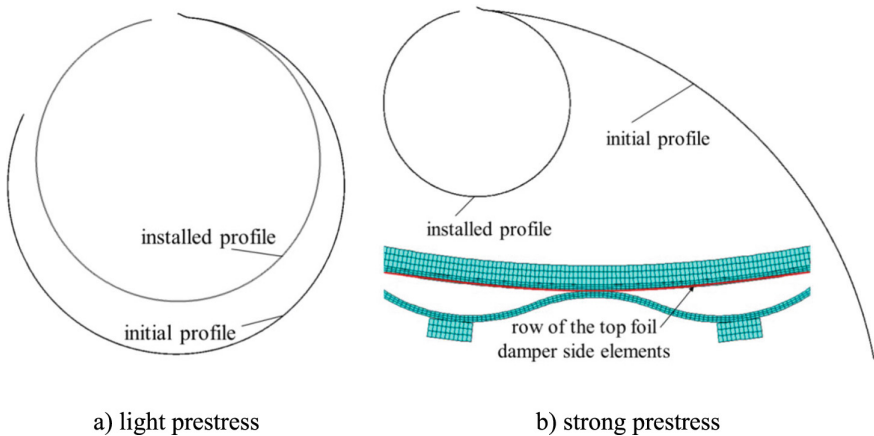 installed profile
initial profile
initial profile
installed profile
row of the top foil
damper side elements
a) light prestress
b) strong prestress